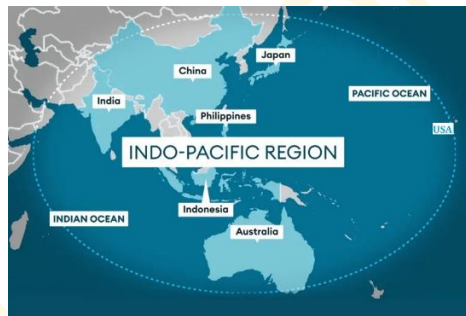 Japan
China
PACIFIC OCEAN
India
Philippines
USA
INDO-PACIFIC REGION
Indonesia
INDIAN OCEAN
Australia